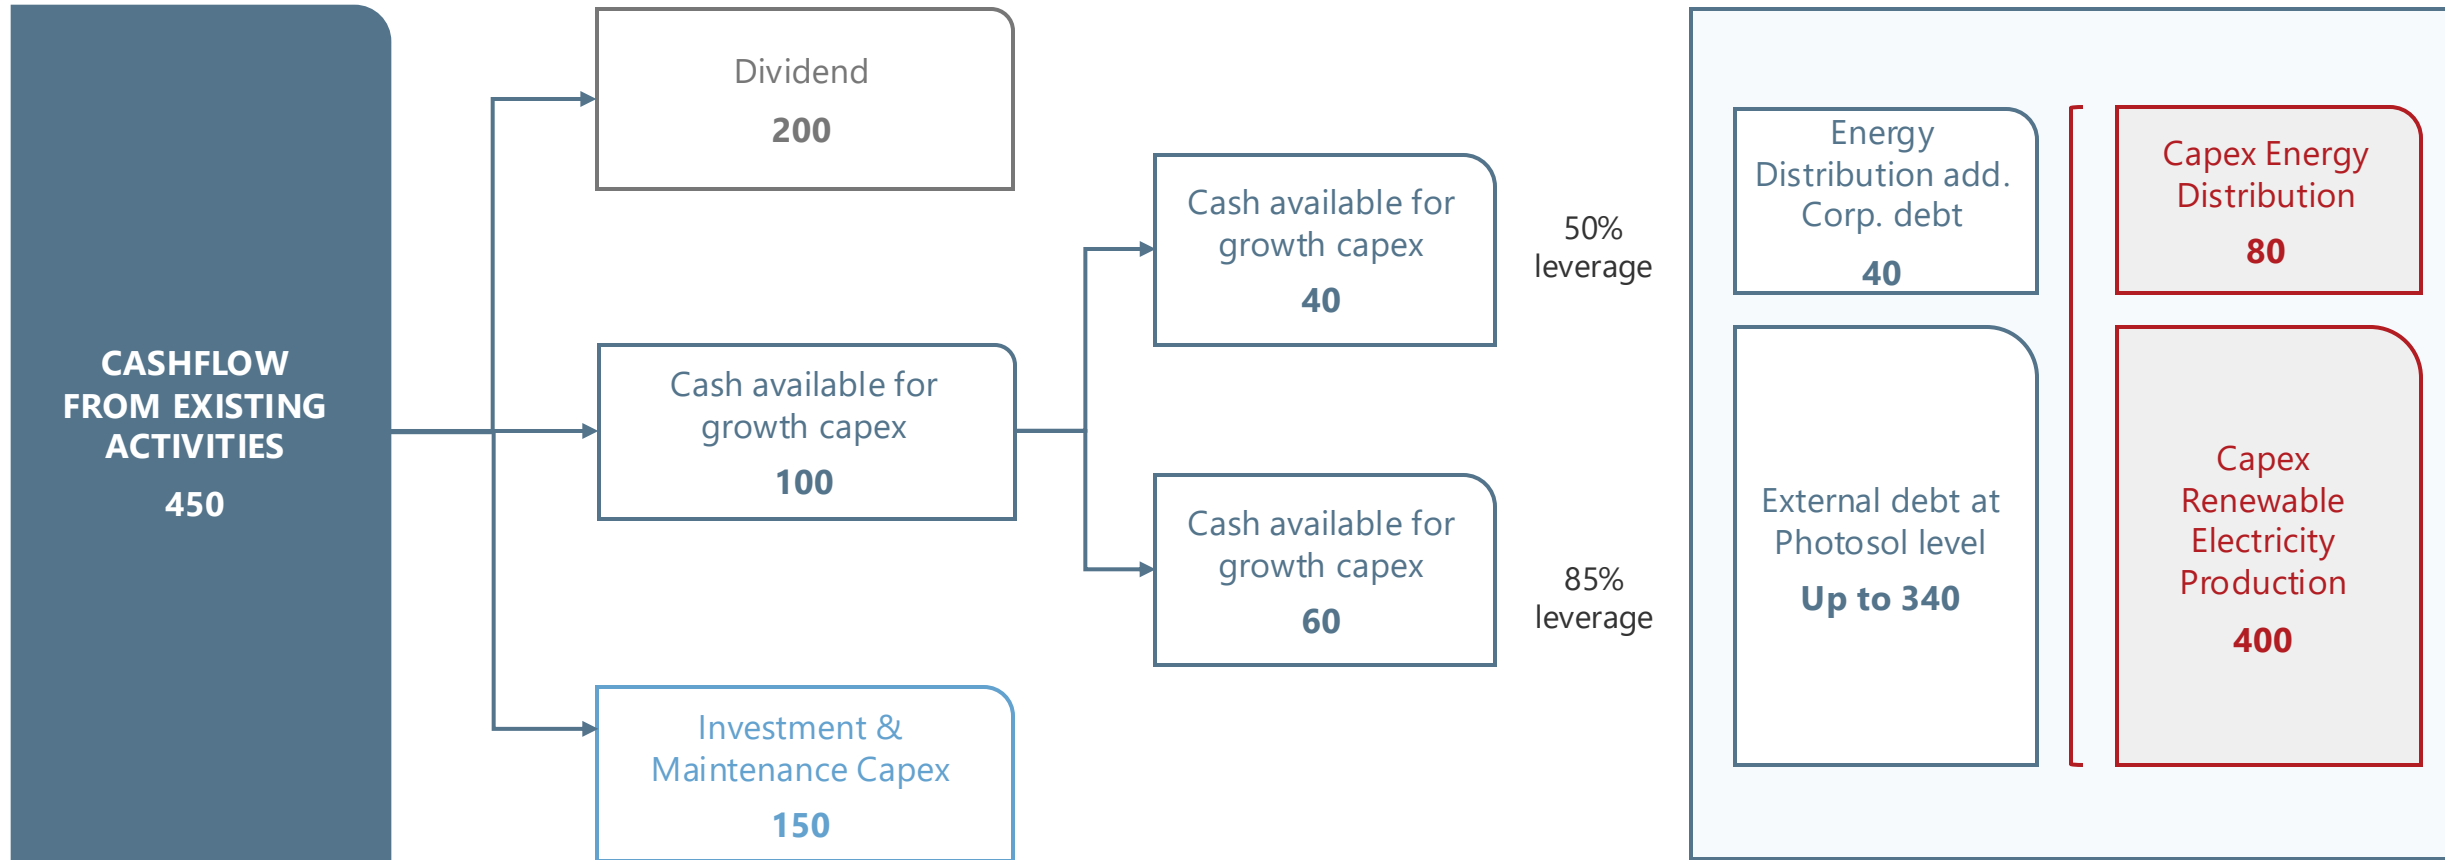 CASHFLOW
FROM EXISTING
ACTIVITIES
450
Dividend
200
Cash available for
growth capex
100
Investment &
Maintenance Capex
150
Cash available for
growth capex
40
Cash available for
growth capex
60
50%
leverage
85%
leverage
Energy
Distribution add.
Corp. debt
40
External debt at
Photosol level
Up to 340
Capex Energy
Distribution
80
Capex
Renewable
Electricity
Production
400